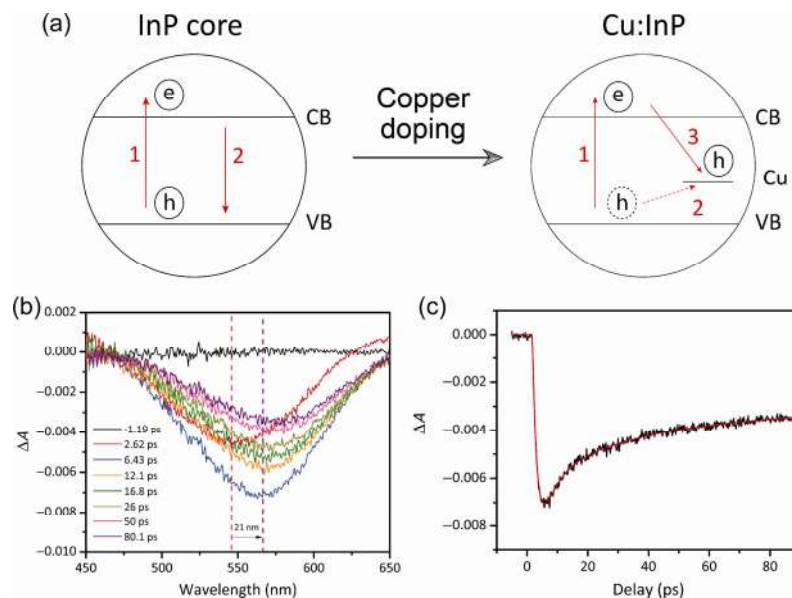 (a)
InP core
Cu:InP
e
CB
1
2
h
VB
Copper
doping
e
CB
3
h
1
Cu
h
2
VB
(b)
0.002
0.000
−0.002
−0.004
−0.006
−0.008
−0.010
ΔA
-1.19 ps
2.62 ps
6.43 ps
12.1 ps
16.8 ps
26 ps
50 ps
80.1 ps
21 nm
450
500
550
600
650
Wavelength (nm)
(c)
0.000
−0.002
−0.004
−0.006
−0.008
ΔA
0
20
40
60
80
Delay (ps)